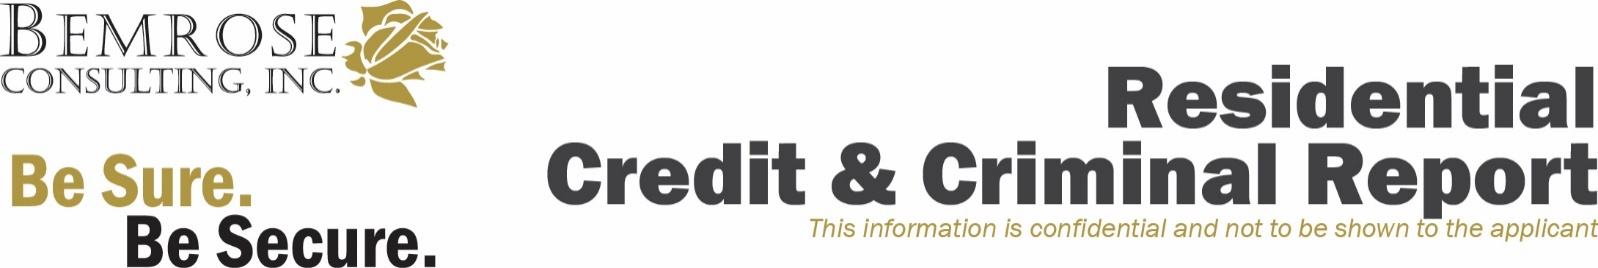 BEMROSE
CONSULTING, INC.
Be Sure.
Be Secure.
Residential
Credit & Criminal Report
This information is confidential and not to be shown to the applicant